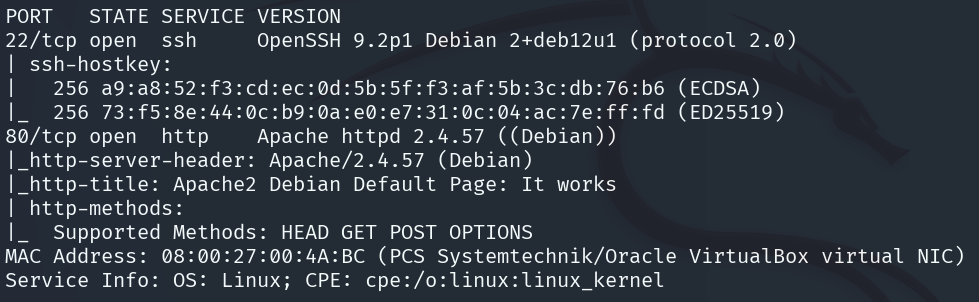 PORT   STATE SERVICE VERSION
22/tcp open  ssh     OpenSSH 9.2p1 Debian 2+deb12u1 (protocol 2.0)
| ssh-hostkey:
|   256 a9:a8:52:f3:cd:ec:0d:5b:5f:f3:af:5b:3c:db:76:b6 (ECDSA)
|_  256 73:f5:8e:44:0c:b9:0a:e0:e7:31:0c:04:ac:7e:ff:fd (ED25519)
80/tcp open  http    Apache httpd 2.4.57 ((Debian))
|_http-server-header: Apache/2.4.57 (Debian)
|_http-title: Apache2 Debian Default Page: It works
| http-methods:
|_  Supported Methods: HEAD GET POST OPTIONS
MAC Address: 08:00:27:00:4A:BC (PCS Systemtechnik/Oracle VirtualBox virtual NIC)
Service Info: OS: Linux; CPE: cpe:/o:linux:linux_kernel